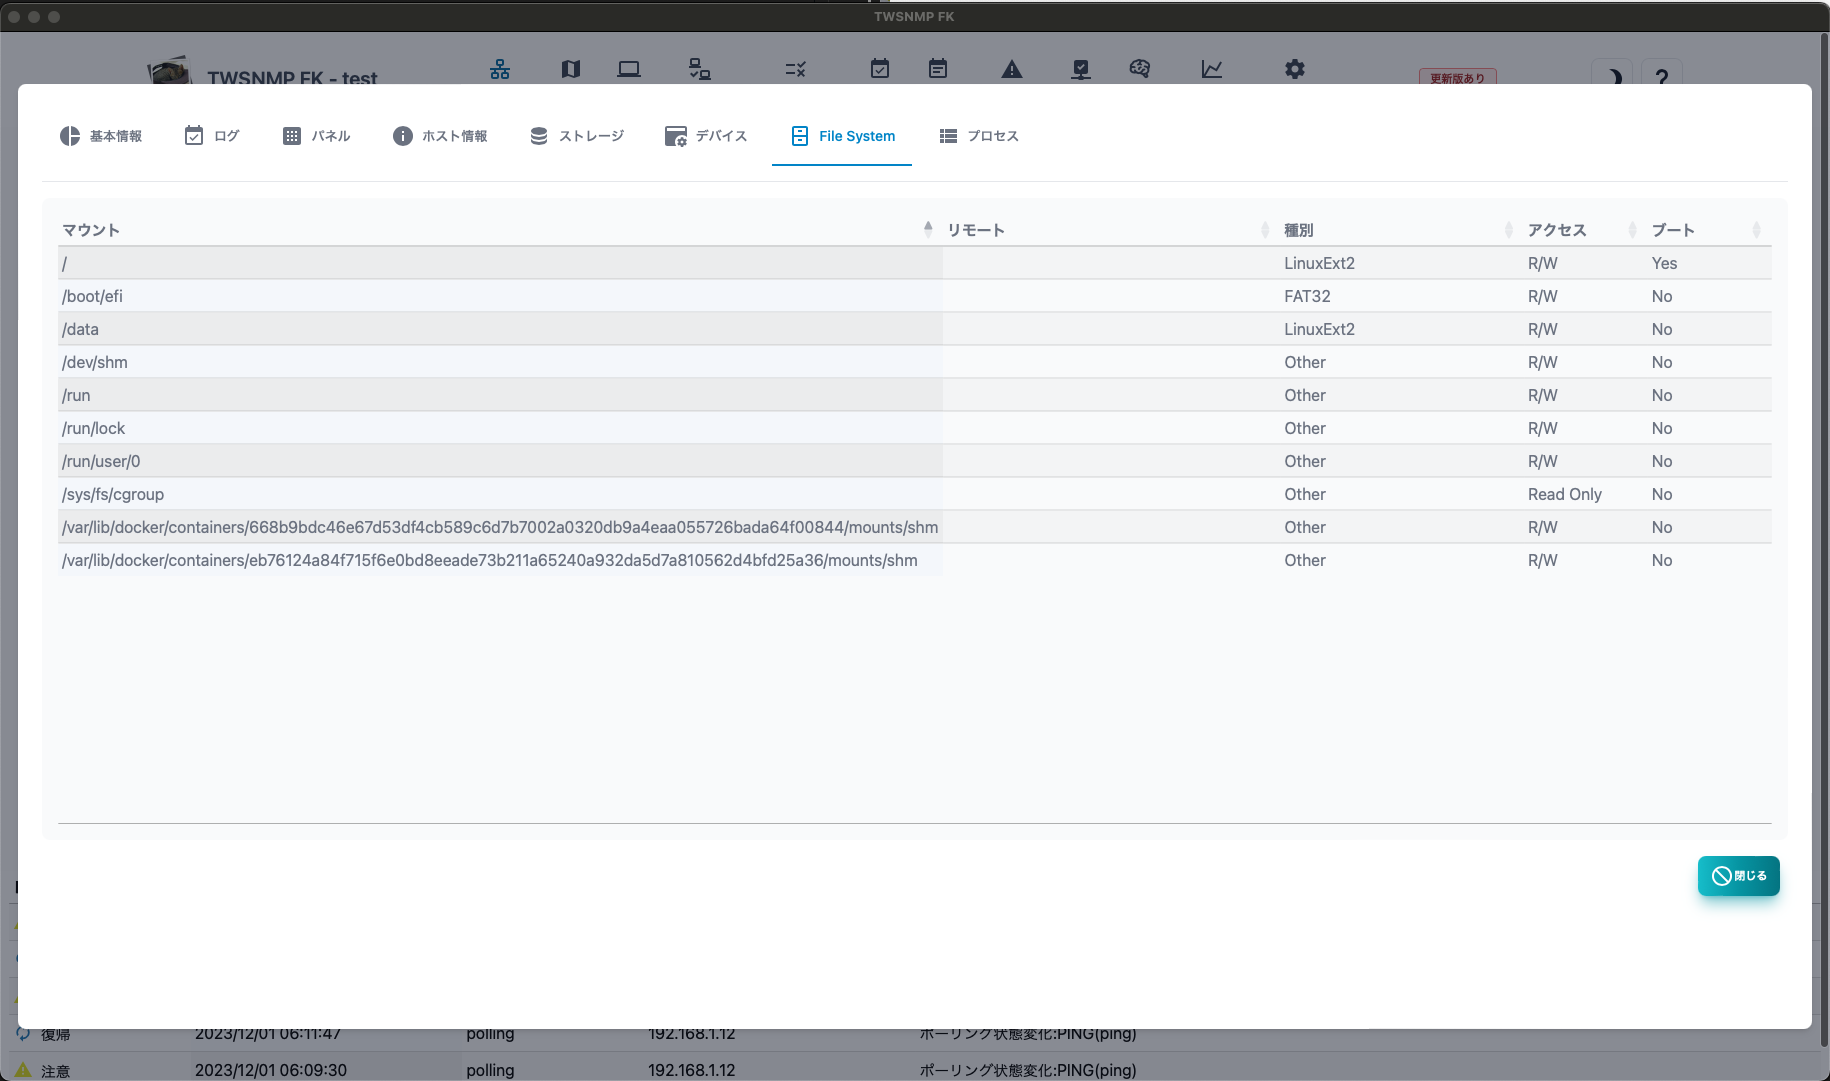 TWSNMP FK
TWSNMP FK - test
更新版あり
?
基本情報 ログ パネル ホスト情報 ストレージ デバイス File System プロセス
マウント リモート 種別 アクセス ブート
/ LinuxExt2 R/W Yes
/boot/efi FAT32 R/W No
/data LinuxExt2 R/W No
/dev/shm Other R/W No
/run Other R/W No
/run/lock Other R/W No
/run/user/0 Other R/W No
/sys/fs/cgroup Other Read Only No
/var/lib/docker/containers/668b9bdc46e67d53df4cb589c6d7b7002a0320db9a4eaa055726bada64f00844/mounts/shm Other R/W No
/var/lib/docker/containers/eb76124a84f715f6e0bd8eeade73b211a65240a932da5d7a810562d4bfd25a36/mounts/shm Other R/W No
閉じる
復帰 2023/12/01 06:11:47 polling 192.168.1.12 ポーリング状態変化:PING(ping)
注意 2023/12/01 06:09:30 polling 192.168.1.12 ポーリング状態変化:PING(ping)